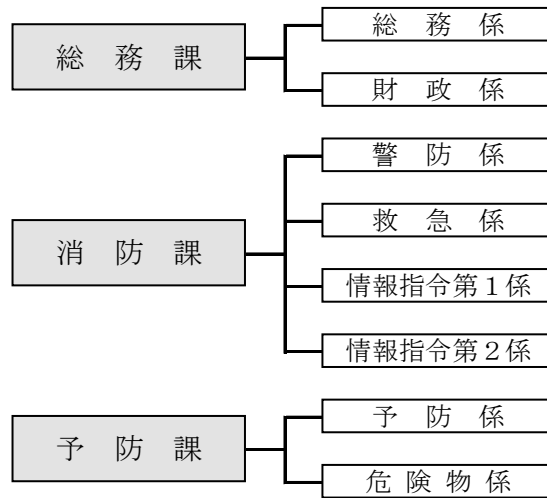 総務課
総務係
財政係
消防課
警防係
救急係
情報指令第１係
情報指令第２係
予防課
予防係
危険物係